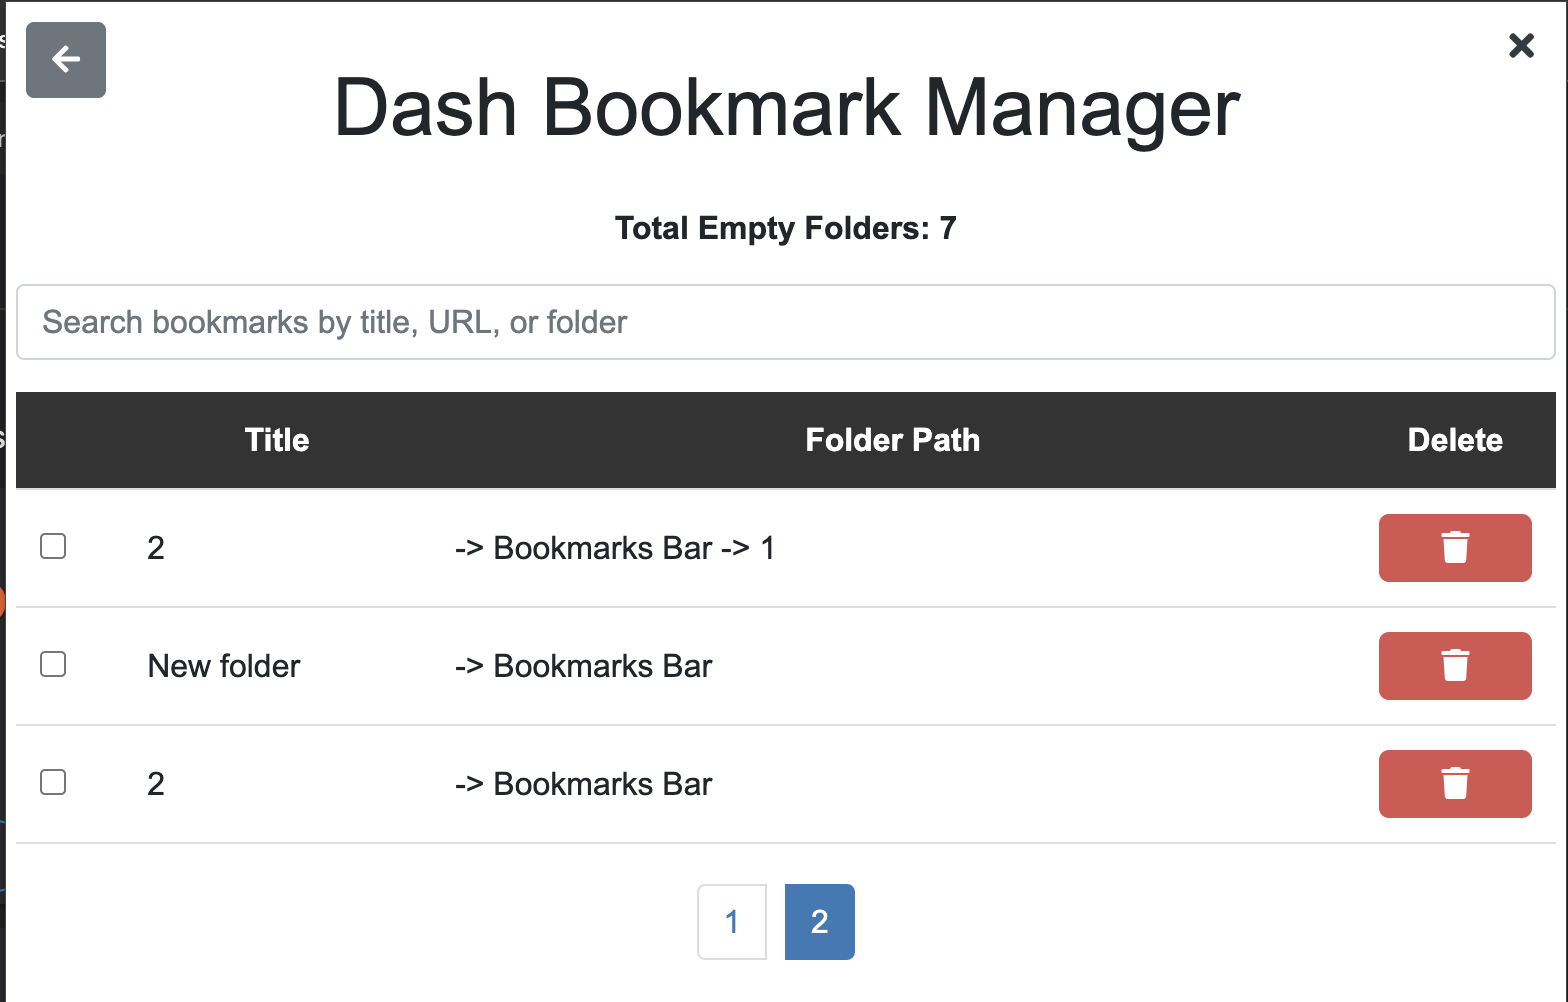 Dash Bookmark Manager
Total Empty Folders: 7
Search bookmarks by title, URL, or folder
Title Folder Path Delete
2 -> Bookmarks Bar -> 1
New folder -> Bookmarks Bar
2 -> Bookmarks Bar
1 2